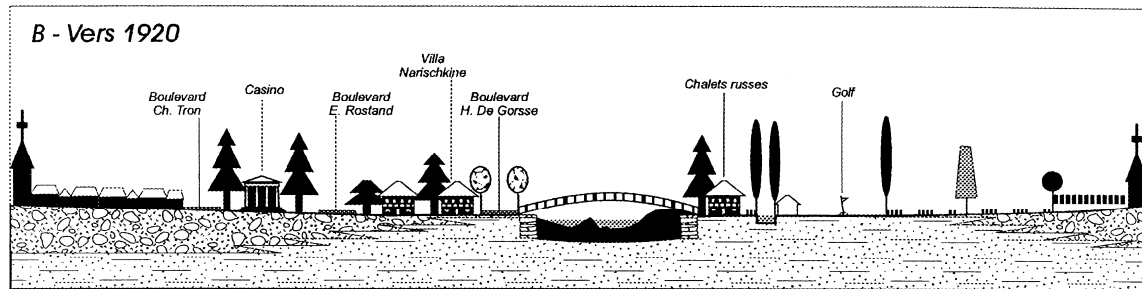 B - Vers 1920
Villa
Narischkine
Boulevard
Ch. Tron
Casino
Boulevard
E. Rostand
Boulevard
H. De Gorsse
Chalets russes
Golf